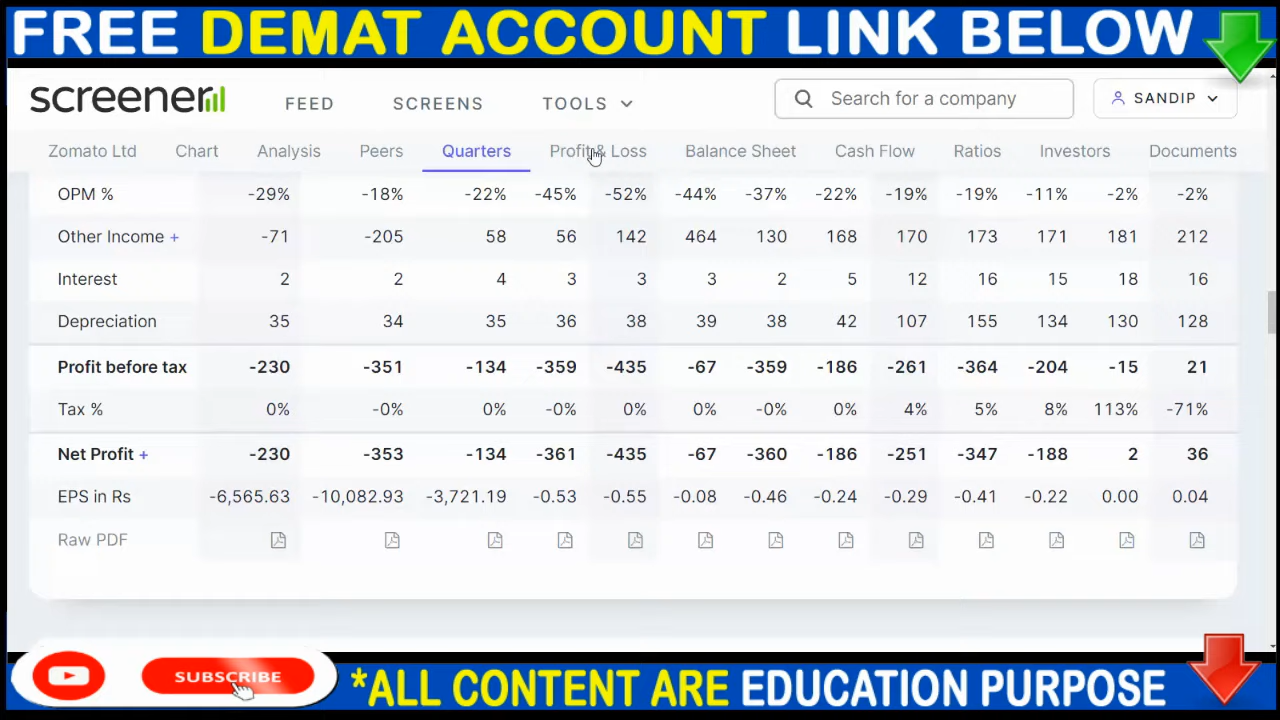 FREE DEMAT ACCOUNT LINK BELOW
screener FEED SCREENS TOOLS Search for a company SANDIP
Zomato Ltd Chart Analysis Peers Quarters Profit & Loss Balance Sheet Cash Flow Ratios Investors Documents
OPM % -29% -18% -22% -45% -52% -44% -37% -22% -19% -19% -11% -2% -2%
Other Income + -71 -205 58 56 142 464 130 168 170 173 171 181 212
Interest 2 2 4 3 3 3 2 5 12 16 15 18 16
Depreciation 35 34 35 36 38 39 38 42 107 155 134 130 128
Profit before tax -230 -351 -134 -359 -435 -67 -359 -186 -261 -364 -204 -15 21
Tax % 0% -0% 0% -0% 0% 0% -0% 0% 4% 5% 8% 113% -71%
Net Profit + -230 -353 -134 -361 -435 -67 -360 -186 -251 -347 -188 2 36
EPS in Rs -6,565.63 -10,082.93 -3,721.19 -0.53 -0.55 -0.08 -0.46 -0.24 -0.29 -0.41 -0.22 0.00 0.04
Raw PDF
SUBSCRIBE
*ALL CONTENT ARE EDUCATION PURPOSE